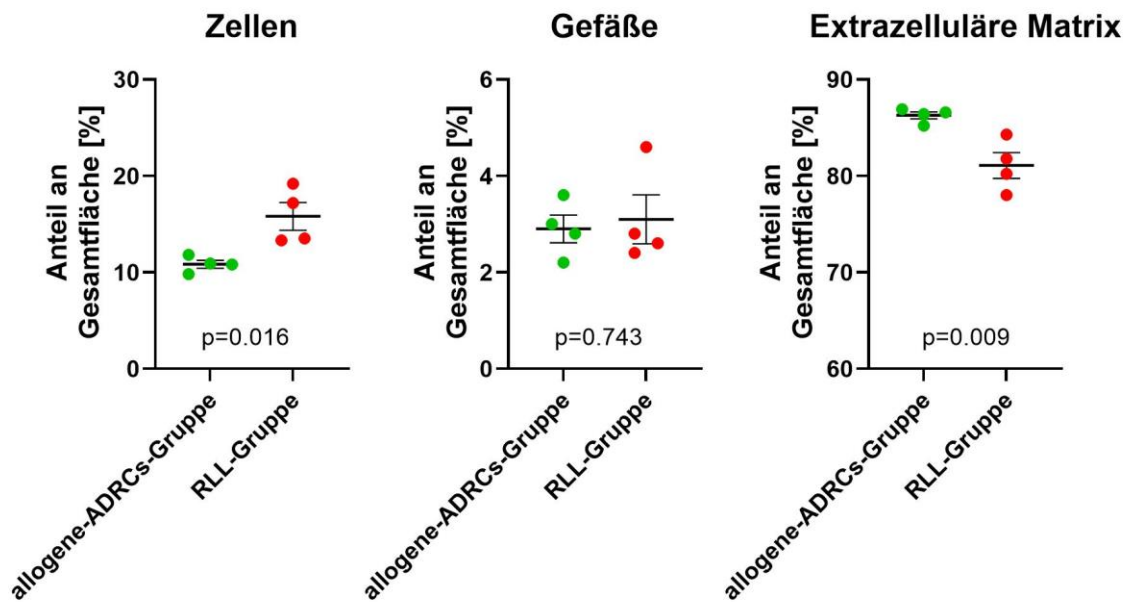 Zellen
Anteil an
Gesamtfläche [%]
30
20
10
0
p=0.016
allogene-ADRCs-Gruppe
RLL-Gruppe
Gefäße
Anteil an
Gesamtfläche [%]
6
4
2
0
p=0.743
allogene-ADRCs-Gruppe
RLL-Gruppe
Extrazelluläre Matrix
Anteil an
Gesamtfläche [%]
90
80
70
60
p=0.009
allogene-ADRCs-Gruppe
RLL-Gruppe